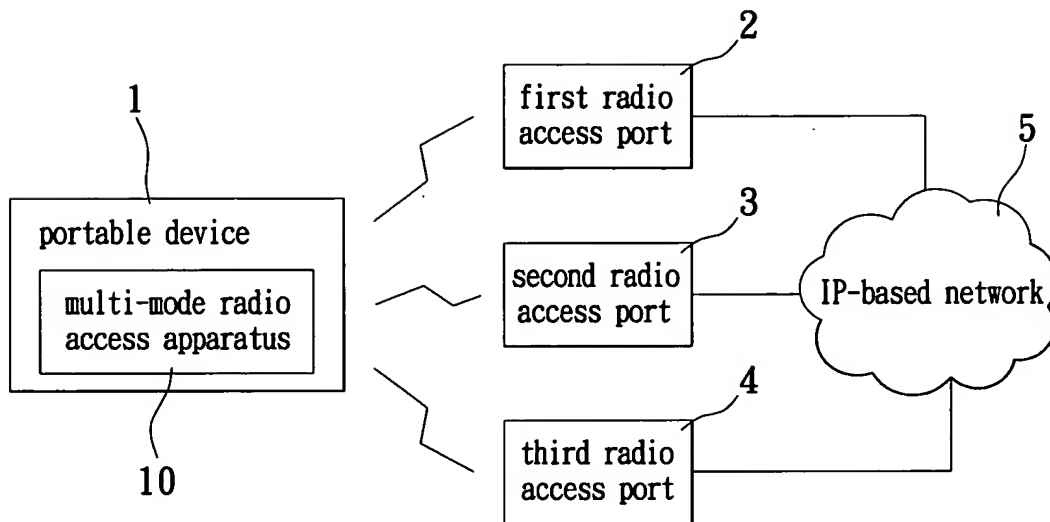 1
portable device
multi-mode radio
access apparatus
10
2
first radio
access port
3
second radio
access port
4
third radio
access port
5
IP-based network